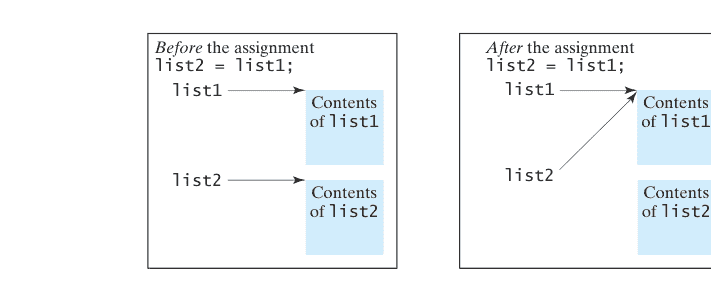 Before the assignment
list2 = list1;
list1
Contents
of list1
list2
Contents
of list2
After the assignment
list2 = list1;
list1
Contents
of list1
list2
Contents
of list2